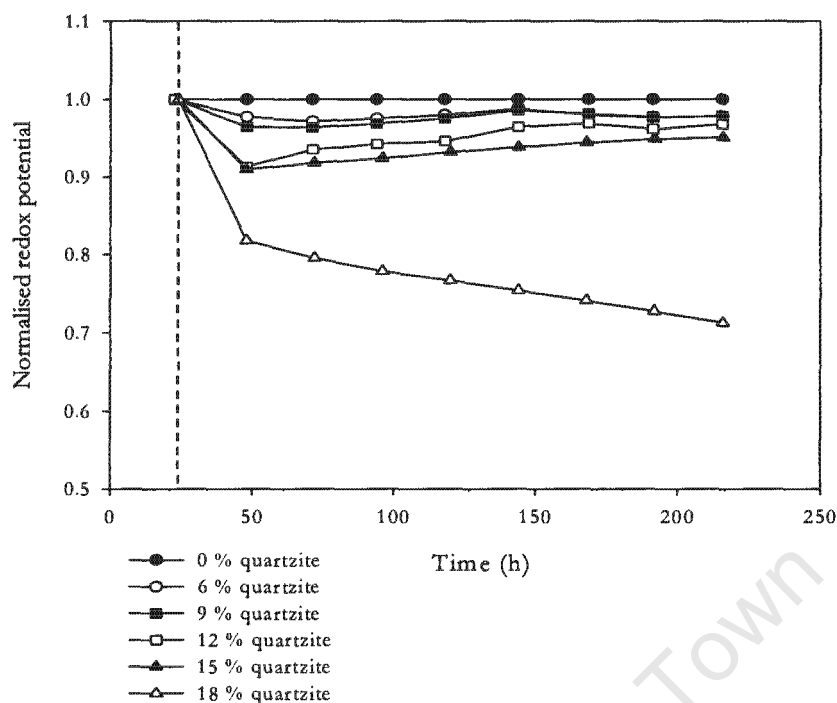 1.1
1.0
0.9
0.8
0.7
0.6
0.5
Normalised redox potential
0 50 100 150 200 250
Time (h)
0 % quartzite
6 % quartzite
9 % quartzite
12 % quartzite
15 % quartzite
18 % quartzite
Town